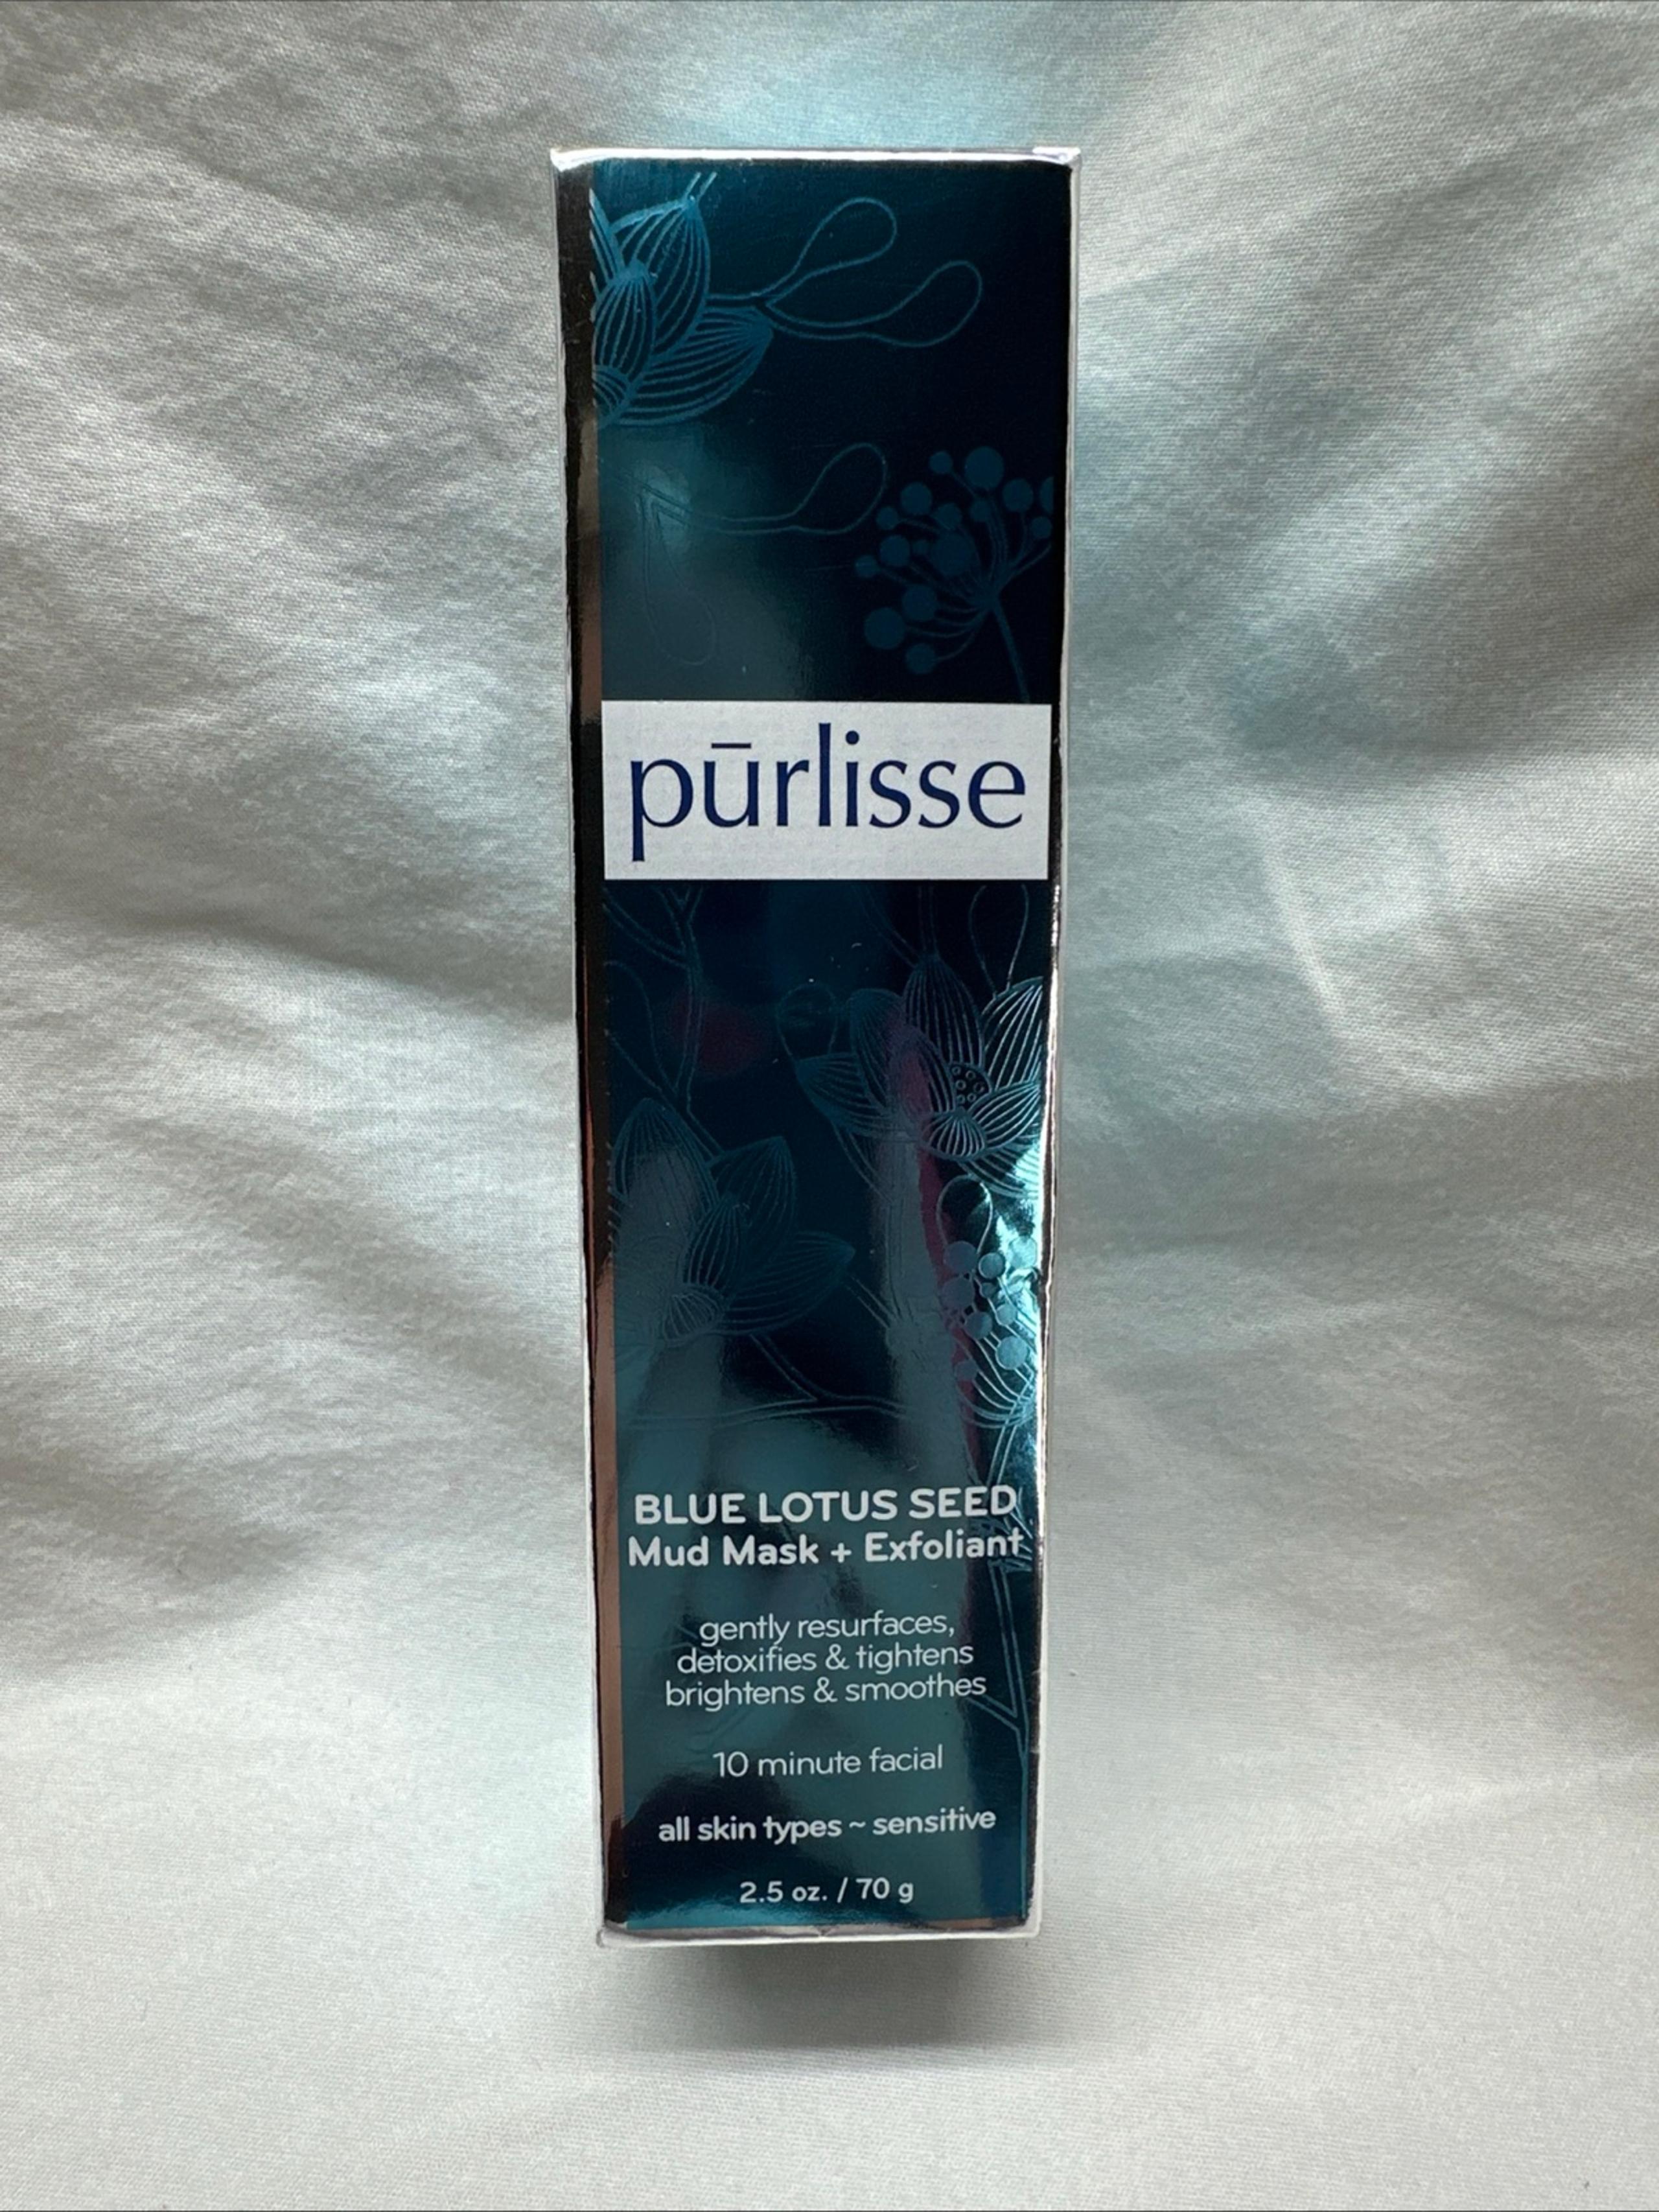 pūrlisse
BLUE LOTUS SEED
Mud Mask + Exfoliant
gently resurfaces,
detoxifies & tightens
brightens & smoothes
10 minute facial
all skin types ~ sensitive
2.5 oz. / 70 g